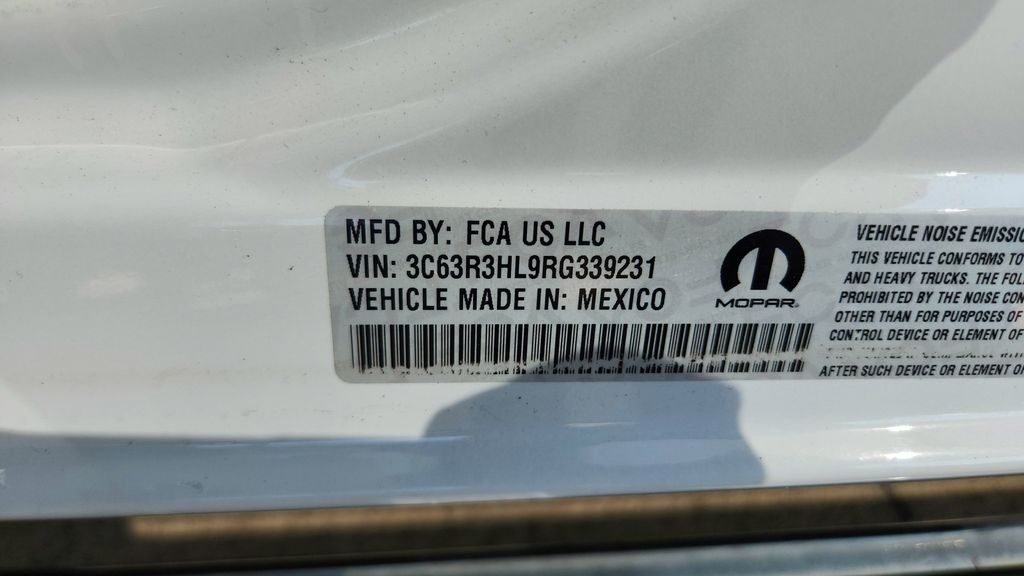 MFD BY: FCA US LLC
VIN: 3C63R3HL9RG339231
VEHICLE MADE IN: MEXICO
MOPAR
VEHICLE NOISE EMISSIO
THIS VEHICLE CONFORMS TO
AND HEAVY TRUCKS. THE FOLL
PROHIBITED BY THE NOISE CON
OTHER THAN FOR PURPOSES OF
CONTROL DEVICE OR ELEMENT OF
AFTER SUCH DEVICE OR ELEMENT OF